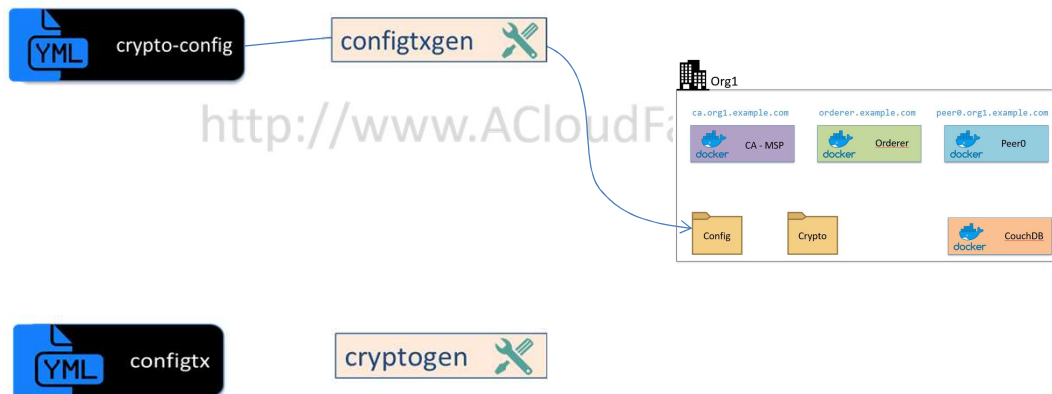 YML
crypto-config
configtxgen
http://www.ACloudFa
Org1
ca.org1.example.com
orderer.example.com
peer0.org1.example.com
docker
CA - MSP
docker
Orderer
docker
Peer0
Config
Crypto
docker
CouchDB
YML
configtx
cryptogen